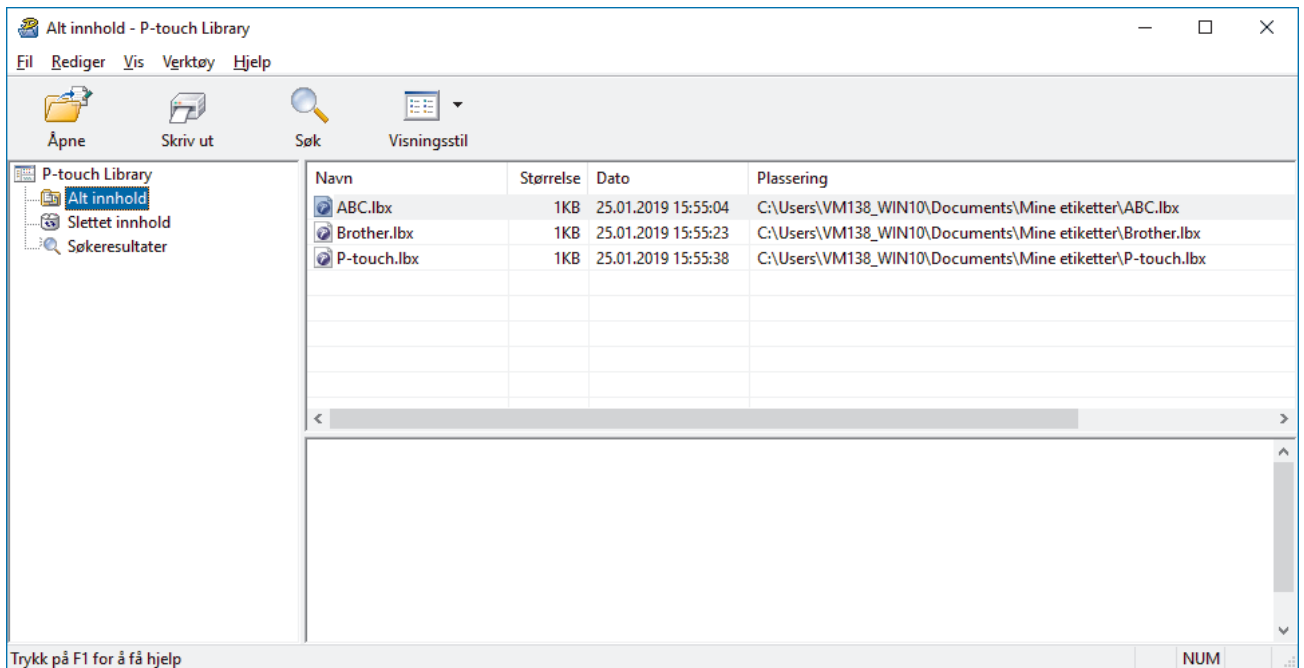 Alt innhold - P-touch Library
Fil Rediger Vis Verktøy Hjelp
Åpne Skriv ut Søk Visningsstil
P-touch Library
Alt innhold
Slettet innhold
Søkeresultater
Navn Størrelse Dato Plassering
ABC.lbx 1KB 25.01.2019 15:55:04 C:\Users\VM138_WIN10\Documents\Mine etiketter\ABC.lbx
Brother.lbx 1KB 25.01.2019 15:55:23 C:\Users\VM138_WIN10\Documents\Mine etiketter\Brother.lbx
P-touch.lbx 1KB 25.01.2019 15:55:38 C:\Users\VM138_WIN10\Documents\Mine etiketter\P-touch.lbx
Trykk på F1 for å få hjelp NUM